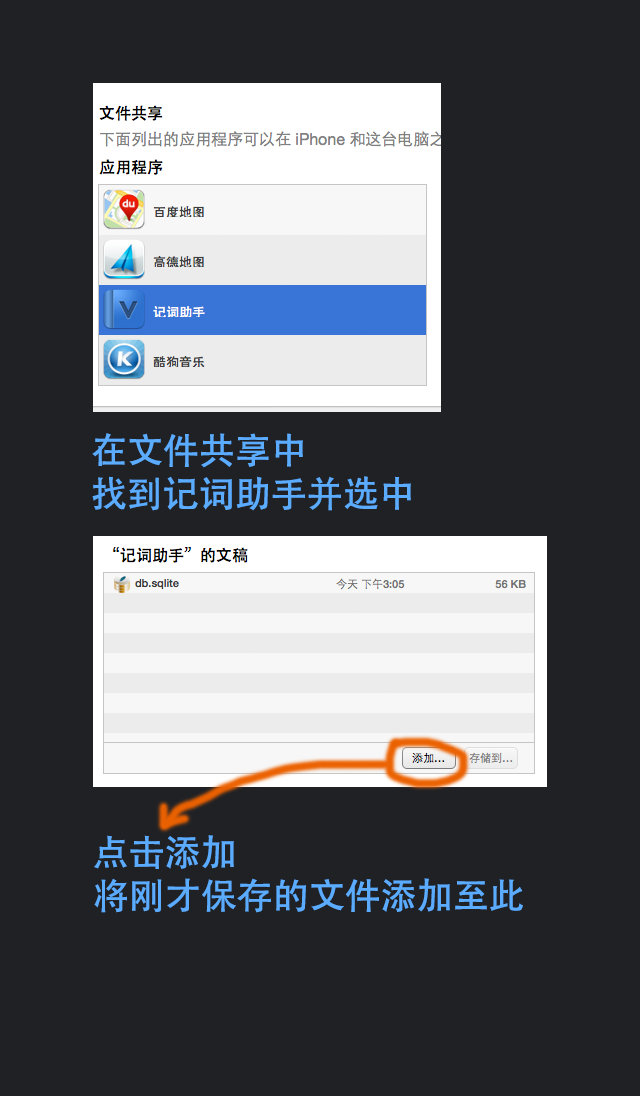 文件共享
下面列出的应用程序可以在 iPhone 和这台电脑之
应用程序
du
百度地图
高德地图
V
记词助手
K
酷狗音乐
在文件共享中
找到记词助手并选中
“记词助手”的文稿
db.sqlite 今天 下午3:05 56 KB
添加... 存储到...
点击添加
将刚才保存的文件添加至此